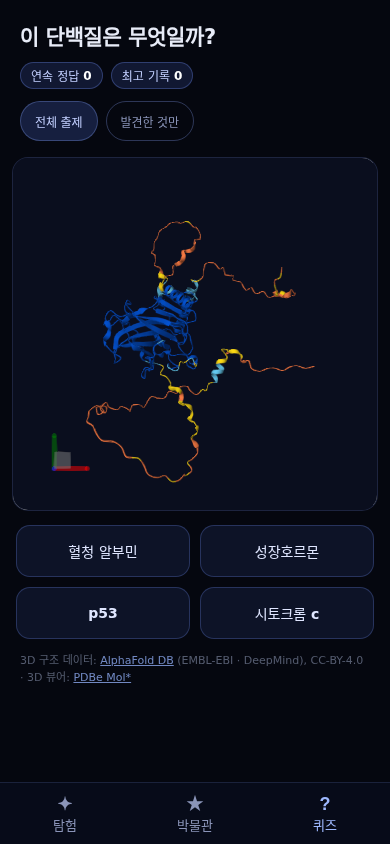 이 단백질은 무엇일까?
연속 정답 0
최고 기록 0
전체 출제
발견한 것만
혈청 알부민
성장호르몬
p53
시토크롬 c
3D 구조 데이터: AlphaFold DB (EMBL-EBI · DeepMind), CC-BY-4.0
· 3D 뷰어: PDBe Mol*
탐험
박물관
?
퀴즈